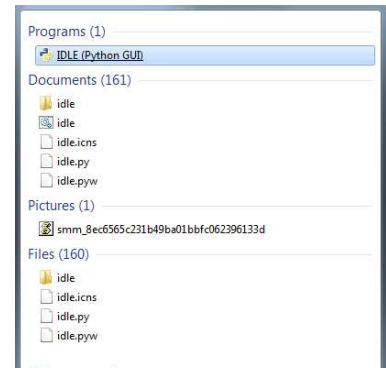 Programs (1)
IDLE (Python GUI)
Documents (161)
idle
idle
idle.icns
idle.py
idle.pyw
Pictures (1)
smm_8ec6565c231b49ba01bbfc062396133d
Files (160)
idle
idle.icns
idle.py
idle.pyw